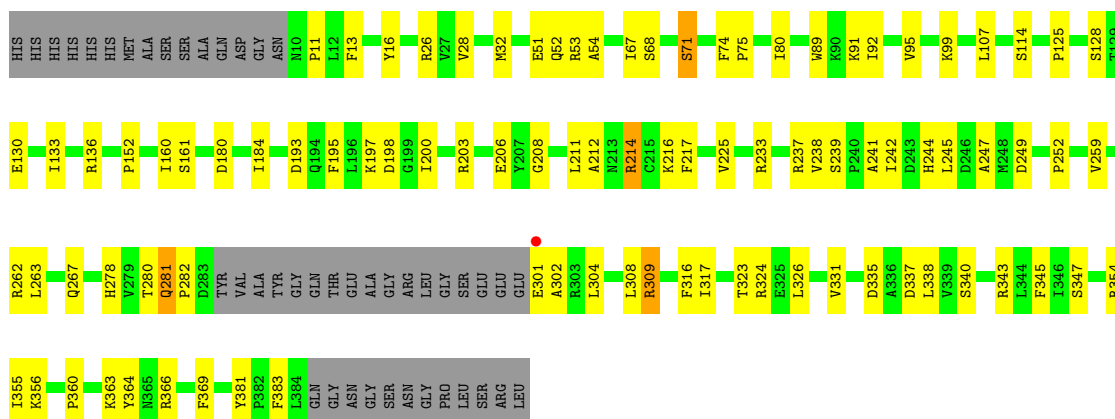 HIS HIS HIS HIS HIS HIS MET ALA SER SER ALA GLN ASP GLY ASN N10 P11 L12 F13 Y16 R26 V27 V28 M32 E51 Q52 R53 A54 I67 S68 S71 F74 P75 I80 W89 K90 K91 I92 V95 K99 L107 S114 P125 S128 T129
E130 I133 R136 P152 I160 S161 D180 I184 D193 Q194 F195 L196 K197 D198 G199 I200 R203 E206 Y207 G208 L211 A212 N213 R214 C215 K216 F217 V225 R233 R237 V238 S239 P240 A241 I242 D243 H244 L245 D246 A247 M248 D249 P252 V259
R262 L263 Q267 H278 V279 T280 Q281 P282 D283 TYR VAL ALA TYR GLY GLN THR GLU ALA GLY ARG LEU GLY SER GLU GLU GLU E301 A302 R303 L304 L308 R309 F316 I317 T323 R324 E325 L326 V331 D335 A336 D337 L338 V339 S340 R343 L344 F345 I346 S347 R354
I355 K356 P360 K363 Y364 N365 R366 F369 Y381 P382 F383 L384 GLN GLY ASN GLY SER ASN GLY PRO LEU SER ARG LEU